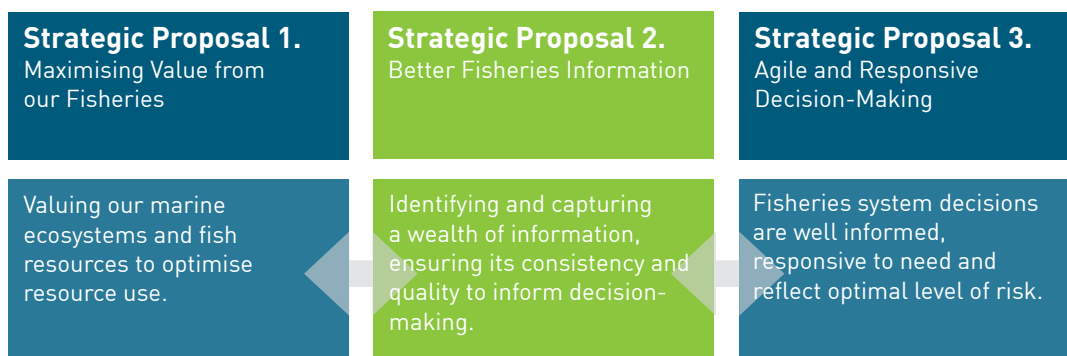 Strategic Proposal 1.
Maximising Value from
our Fisheries
Strategic Proposal 2.
Better Fisheries Information
Strategic Proposal 3.
Agile and Responsive
Decision-Making
Valuing our marine
ecosystems and fish
resources to optimise
resource use.
Identifying and capturing
a wealth of information,
ensuring its consistency and
quality to inform decision-
making.
Fisheries system decisions
are well informed,
responsive to need and
reflect optimal level of risk.